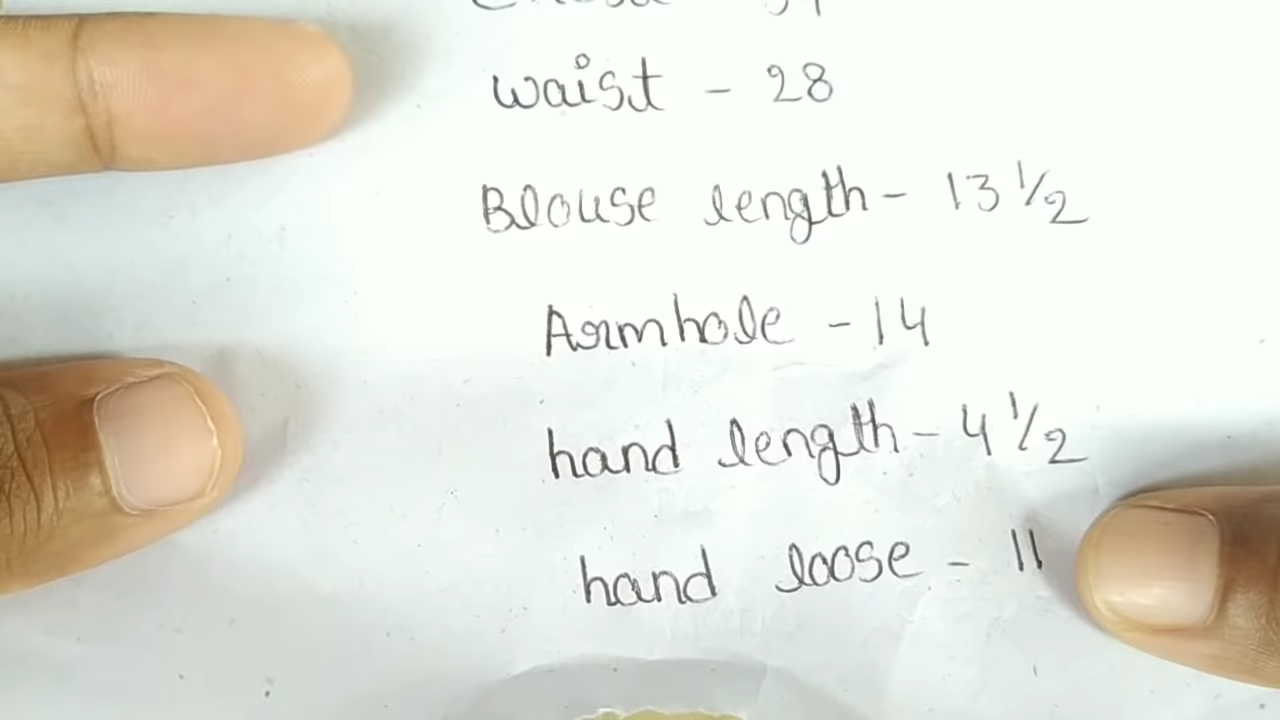 waist - 28
Blouse length - 13 1/2
Armhole - 14
hand length - 4 1/2
hand loose - 11